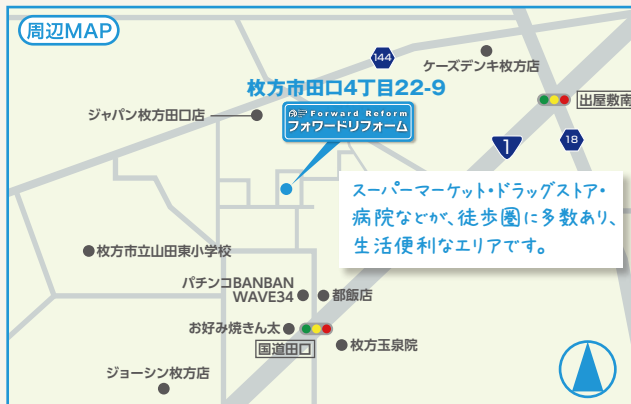 周辺MAP
144
ケーズデンキ枚方店
枚方市田口4丁目22-9
ジャパン枚方田口店
Forward Reform
フォワードリフォーム
出屋敷南
1
18
スーパーマーケット・ドラッグストア・
病院などが、徒歩圏に多数あり、
生活便利なエリアです。
枚方市立山田東小学校
パチンコBANBAN
WAVE34
都飯店
お好み焼きん太
国道田口
枚方玉泉院
ジョーシン枚方店